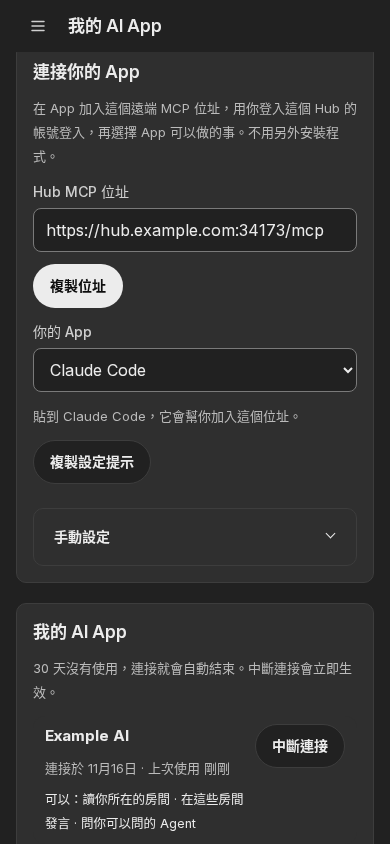 我的 AI App
連接你的 App
在 App 加入這個遠端 MCP 位址，用你登入這個 Hub 的
帳號登入，再選擇 App 可以做的事。不用另外安裝程
式。
Hub MCP 位址
https://hub.example.com:34173/mcp
複製位址
你的 App
Claude Code
貼到 Claude Code，它會幫你加入這個位址。
複製設定提示
手動設定
我的 AI App
30 天沒有使用，連接就會自動結束。中斷連接會立即生
效。
Example AI
中斷連接
連接於 11月16日 · 上次使用 剛剛
可以：讀你所在的房間 · 在這些房間
發言 · 問你可以問的 Agent